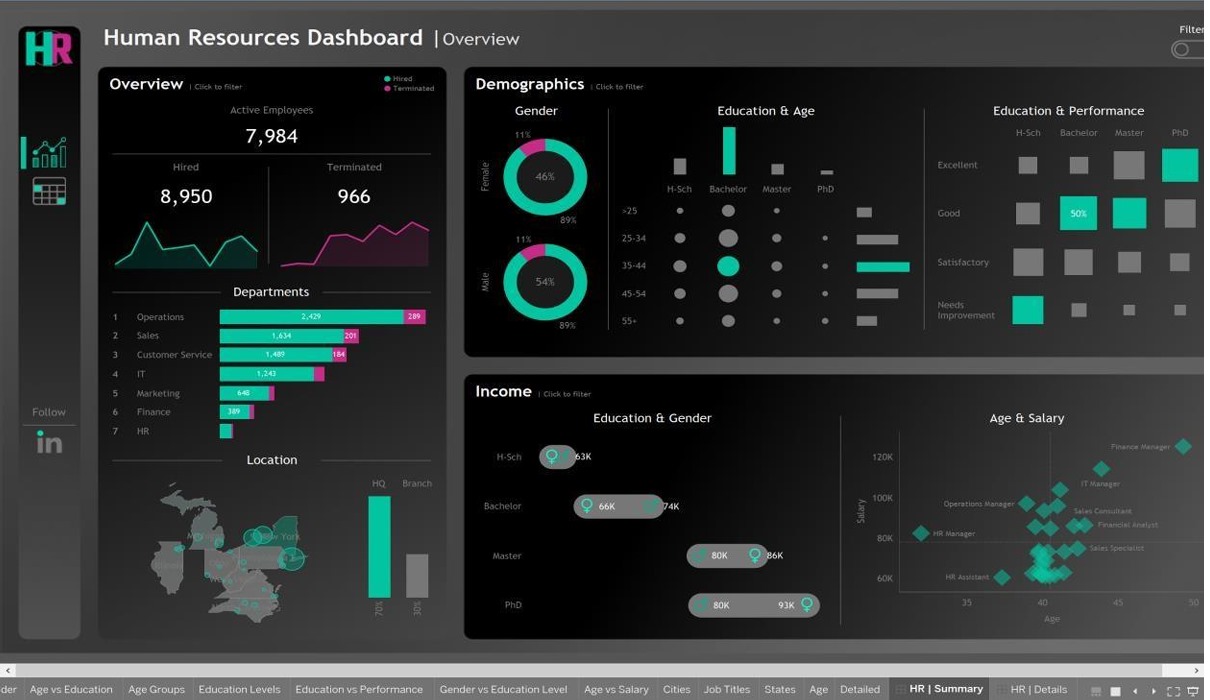 HR
Human Resources Dashboard | Overview
Filter
Overview | Click to filter
Hired
Terminated
Active Employees
7,984
Hired
8,950
Terminated
966
Departments
1 Operations 2,429 289
2 Sales 1,634 201
3 Customer Service 1,489 184
4 IT 1,243
5 Marketing 648
6 Finance 389
7 HR
Location
HQ Branch
New York
70% 30%
Follow
in
Demographics | Click to filter
Gender
Female
11%
46%
89%
Male
11%
54%
89%
Education & Age
H-Sch Bachelor Master PhD
>25
25-34
35-44
45-54
55+
Education & Performance
H-Sch Bachelor Master PhD
Excellent
Good 50%
Satisfactory
Needs
Improvement
Income | Click to filter
Education & Gender
H-Sch 63K
Bachelor 66K 74K
Master 80K 86K
PhD 80K 93K
Age & Salary
Salary
120K
100K
80K
60K
Finance Manager
IT Manager
Operations Manager
Sales Consultant
Financial Analyst
HR Manager
Sales Specialist
HR Assistant
35 40 45 50
Age
der Age vs Education Age Groups Education Levels Education vs Performance Gender vs Education Level Age vs Salary Cities Job Titles States Age Detailed HR | Summary HR | Details